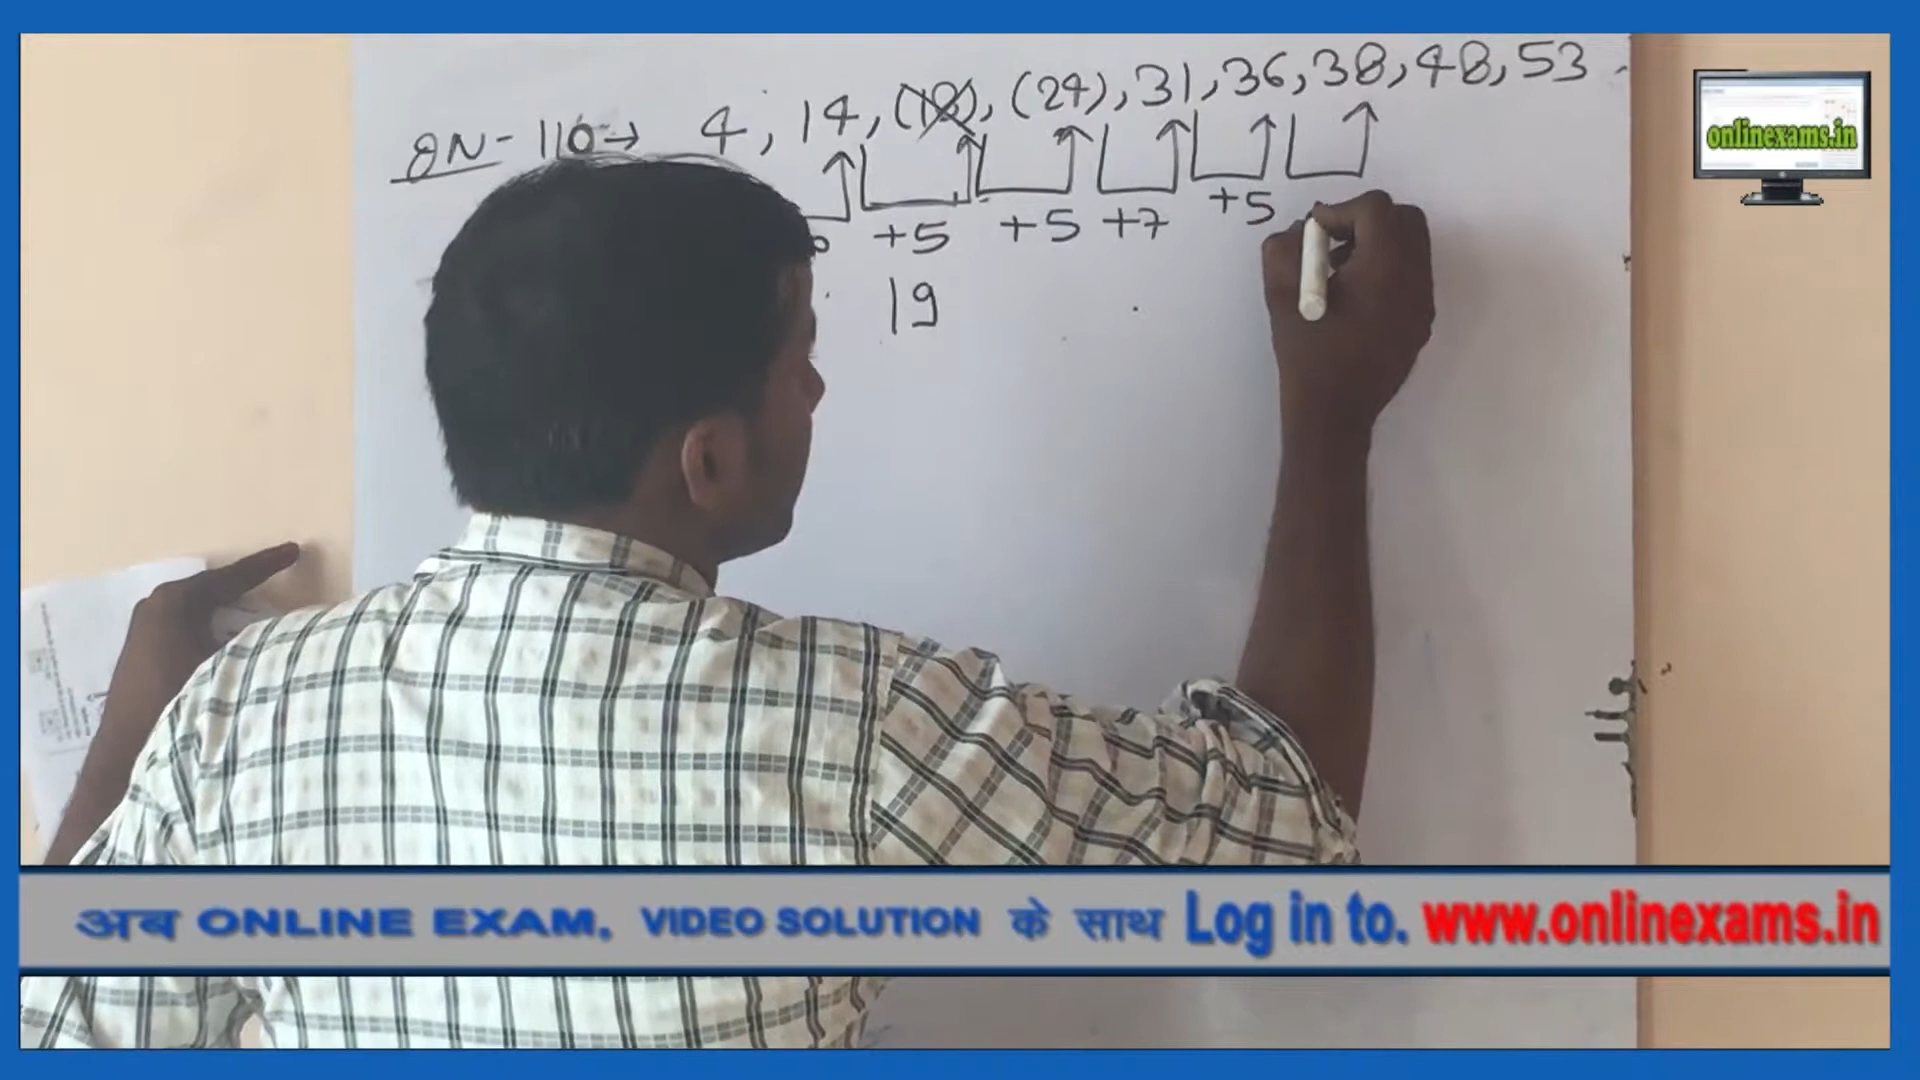 QN-110→ 4, 14, (18), (24), 31, 36, 38, 48, 53
+5 +5 +7 +5
19
onlinexams.in
अब ONLINE EXAM, VIDEO SOLUTION के साथ Log in to. www.onlinexams.in